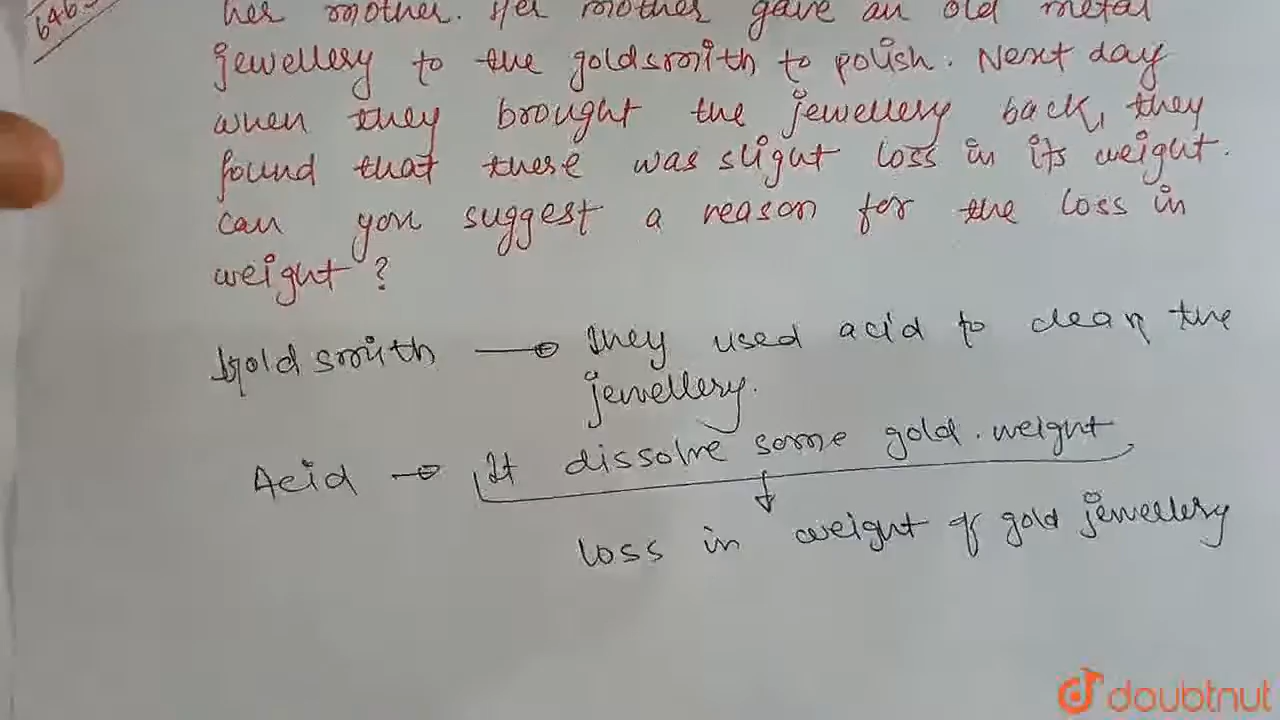 646
her mother. Her mother gave an old metal
jewellery to the goldsmith to polish. Next day
when they brought the jewellery back, they
found that there was slight loss in its weight.
can you suggest a reason for the loss in
weight?
Goldsmith → They used acid to clean the
jewellery.
Acid → It dissolve some gold. weight
loss in weight of gold jewellery
doubtnut